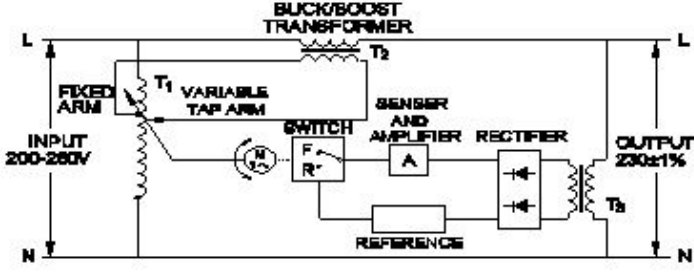 BUCK/BOOST
TRANSFORMER
L
L
T2
T1
FIXED
ARM
VARIABLE
TAP ARM
SENSER
AND
AMPLIFIER
SWITCH
RECTIFIER
INPUT
200-260V
M
F
R
A
OUTPUT
230±1%
T3
REFERENCE
N
N